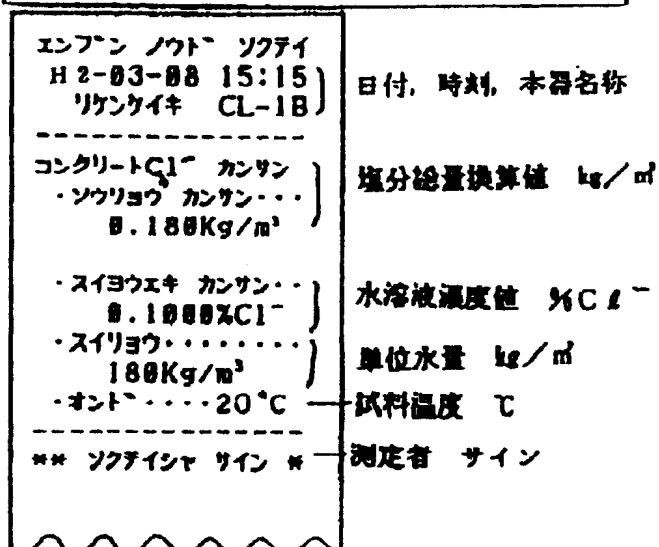 エンブン ノウド ソクテイ
H2-03-08 15:15
リケンケイキ CL-1B
日付, 時刻, 本器名称
コンクリートCl⁻ カンサン
・ソウリョウ カンサン・・・
0.180Kg/m³
塩分総量換算値 kg/㎥
・スイヨウエキ カンサン・・
0.1000%Cl⁻
水溶液濃度値 %Cℓ⁻
・スイリョウ・・・・・・・・
180Kg/m³
単位水量 kg/㎥
・オンド・・・・20℃
試料温度 ℃
** ソクテイシャ サイン *
測定者 サイン